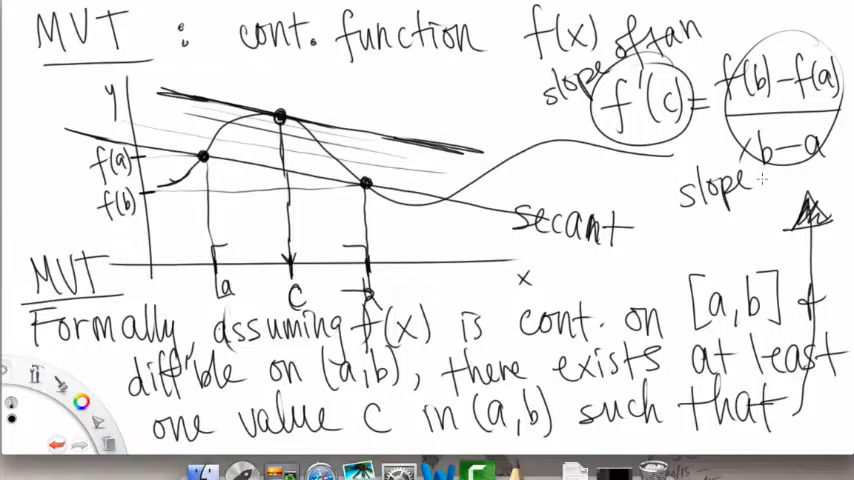 MVT : cont. function f(x)
slope of tan
f'(c) = f(b) - f(a)
b - a
slope
y
f(a)
f(b)
secant
a
c
b
x
MVT
Formally, assuming f(x) is cont. on [a,b] +
diff'ble on (a,b), there exists at least
one value c in (a,b) such that